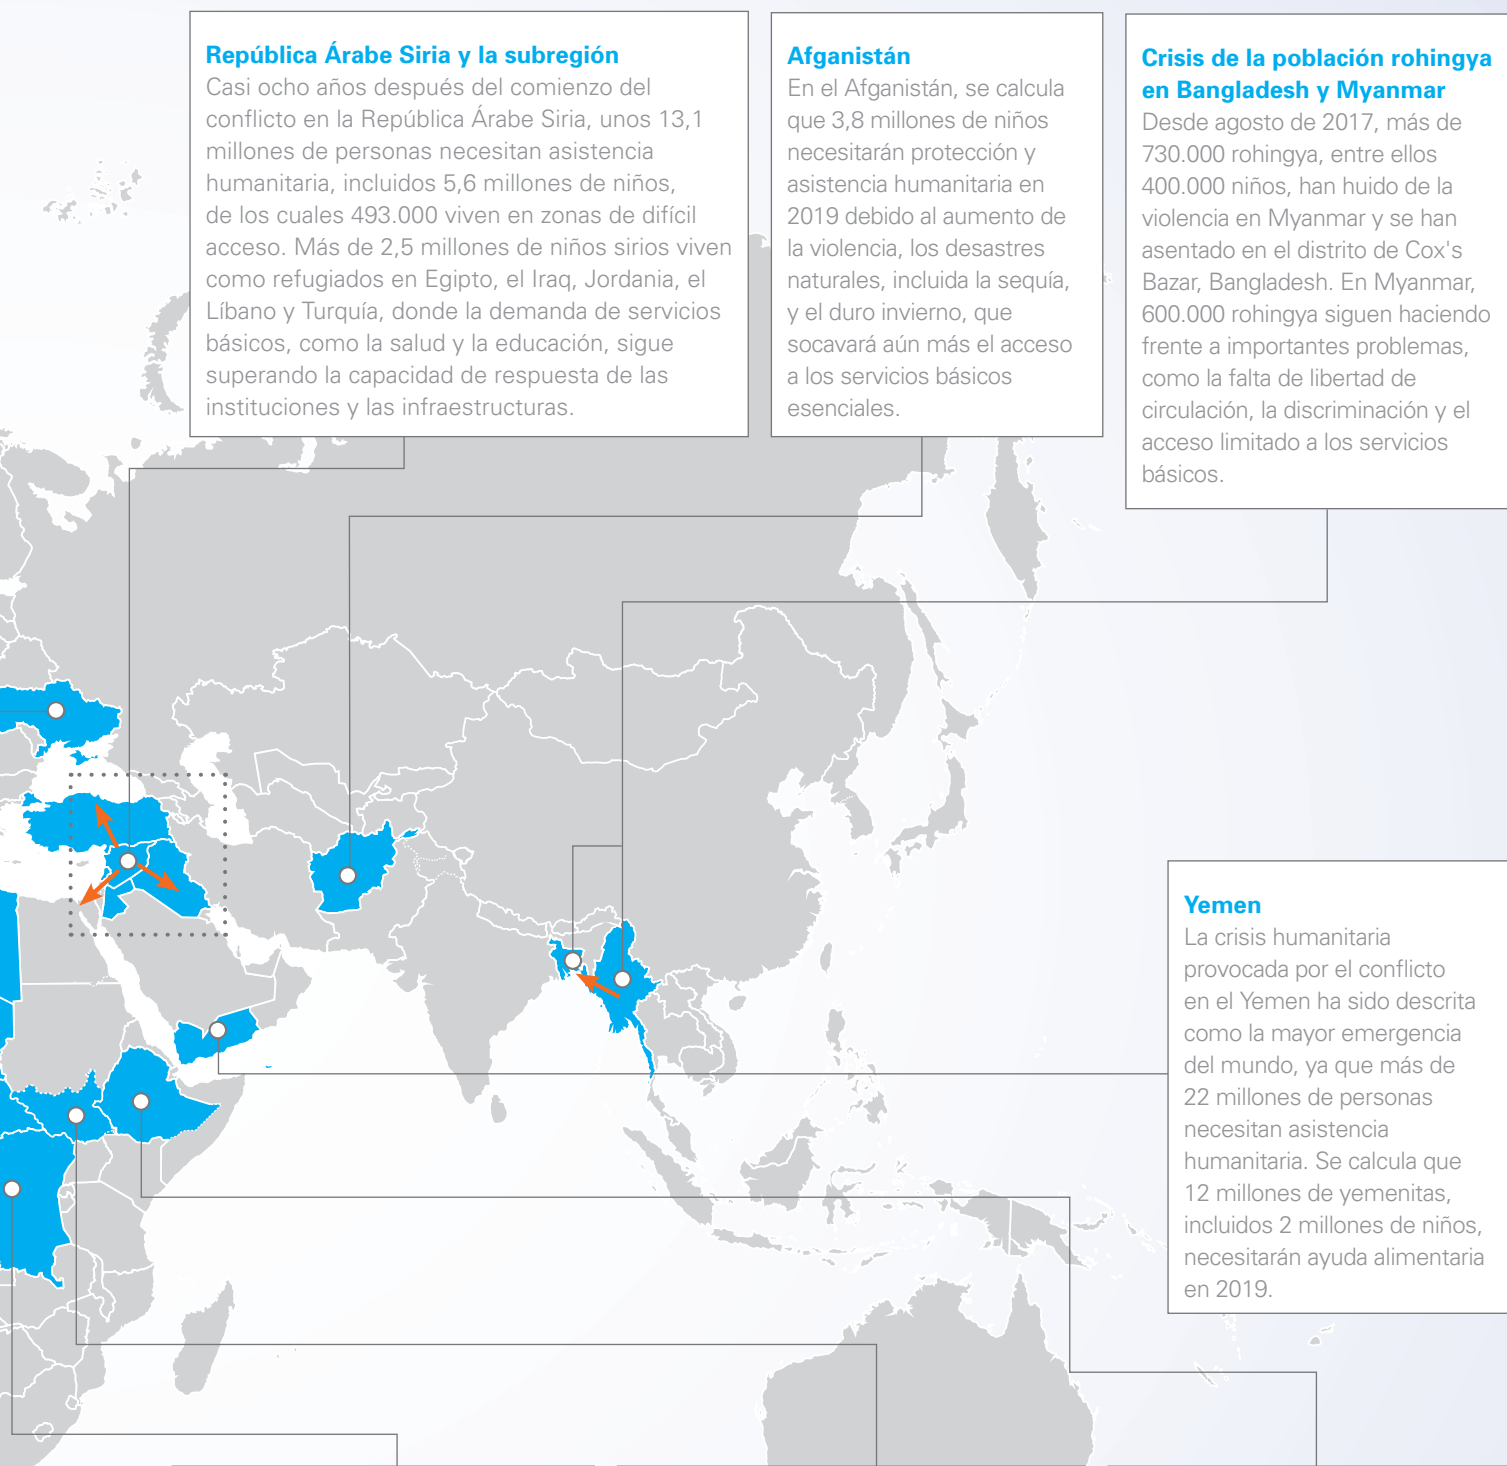 República Árabe Siria y la subregión
Casi ocho años después del comienzo del
conflicto en la República Árabe Siria, unos 13,1
millones de personas necesitan asistencia
humanitaria, incluidos 5,6 millones de niños,
de los cuales 493.000 viven en zonas de difícil
acceso. Más de 2,5 millones de niños sirios viven
como refugiados en Egipto, el Iraq, Jordania, el
Líbano y Turquía, donde la demanda de servicios
básicos, como la salud y la educación, sigue
superando la capacidad de respuesta de las
instituciones y las infraestructuras.
Afganistán
En el Afganistán, se calcula
que 3,8 millones de niños
necesitarán protección y
asistencia humanitaria en
2019 debido al aumento de
la violencia, los desastres
naturales, incluida la sequía,
y el duro invierno, que
socavará aún más el acceso
a los servicios básicos
esenciales.
Crisis de la población rohingya
en Bangladesh y Myanmar
Desde agosto de 2017, más de
730.000 rohingya, entre ellos
400.000 niños, han huido de la
violencia en Myanmar y se han
asentado en el distrito de Cox's
Bazar, Bangladesh. En Myanmar,
600.000 rohingya siguen haciendo
frente a importantes problemas,
como la falta de libertad de
circulación, la discriminación y el
acceso limitado a los servicios
básicos.
Yemen
La crisis humanitaria
provocada por el conflicto
en el Yemen ha sido descrita
como la mayor emergencia
del mundo, ya que más de
22 millones de personas
necesitan asistencia
humanitaria. Se calcula que
12 millones de yemenitas,
incluidos 2 millones de niños,
necesitarán ayuda alimentaria
en 2019.